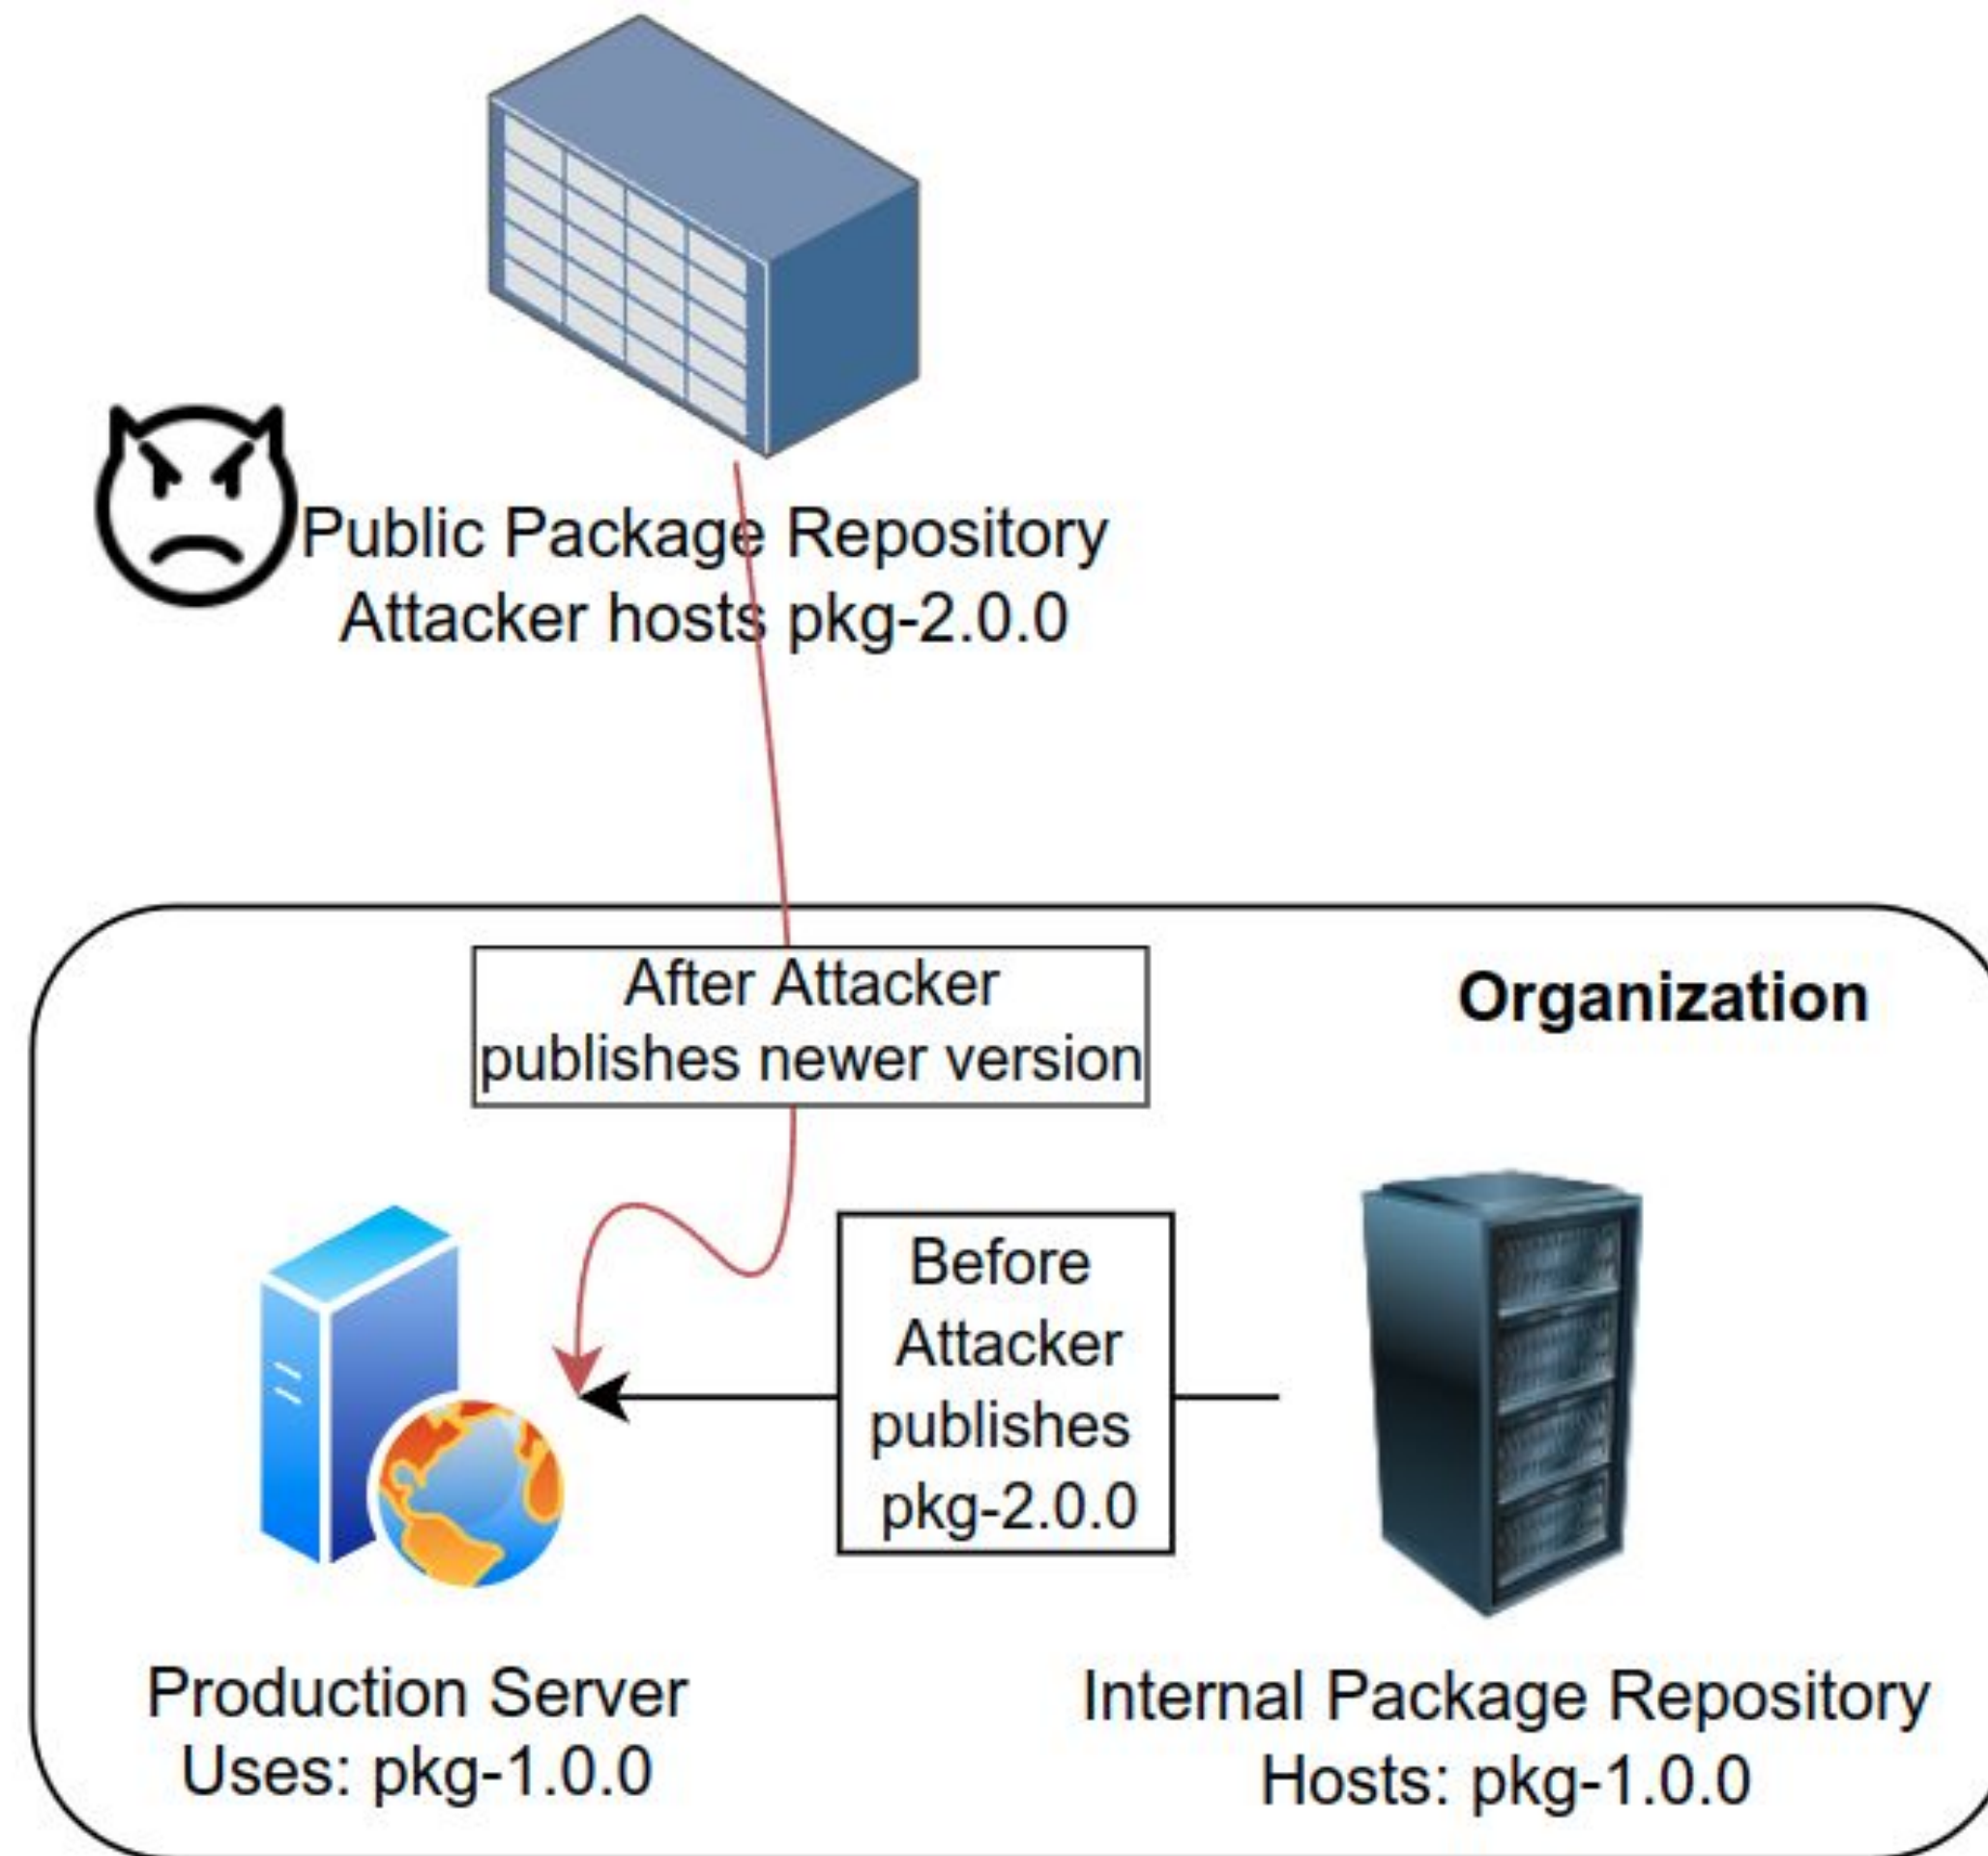 Public Package Repository
Attacker hosts pkg-2.0.0
After Attacker
publishes newer version
Organization
Before
Attacker
publishes
pkg-2.0.0
Production Server
Uses: pkg-1.0.0
Internal Package Repository
Hosts: pkg-1.0.0